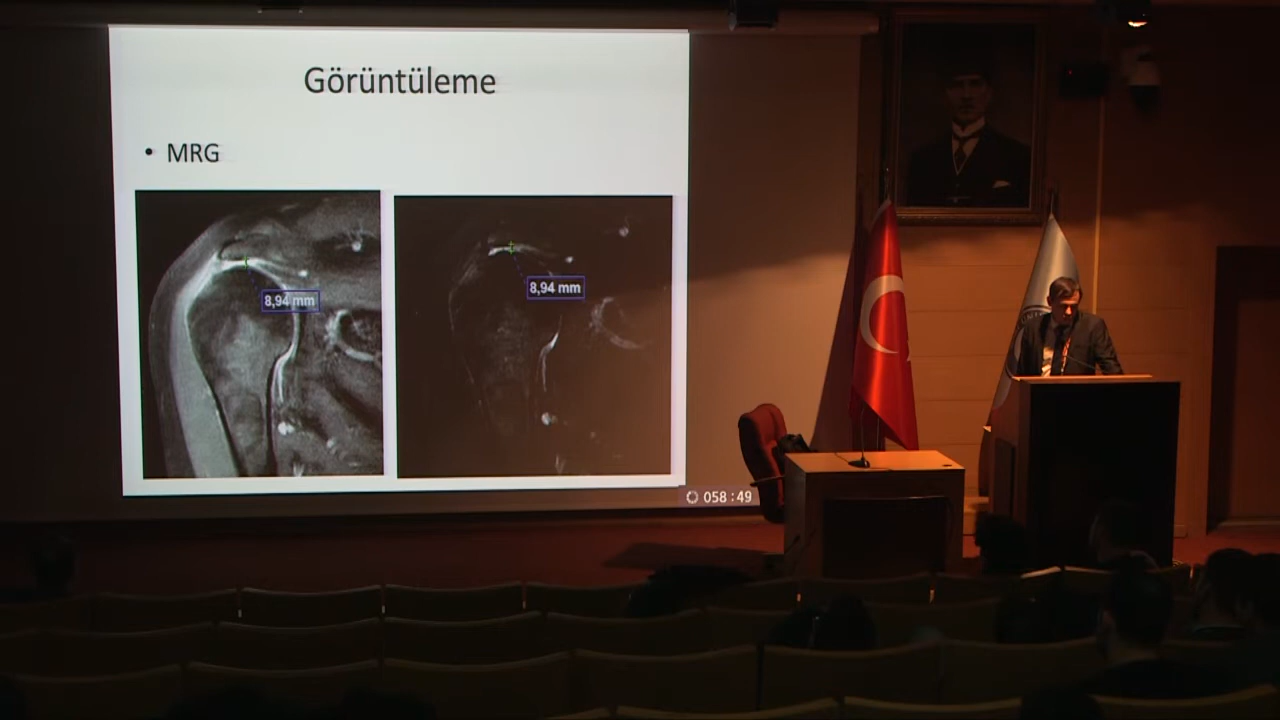 Görüntüleme
• MRG
8,94 mm
8,94 mm
058 : 49